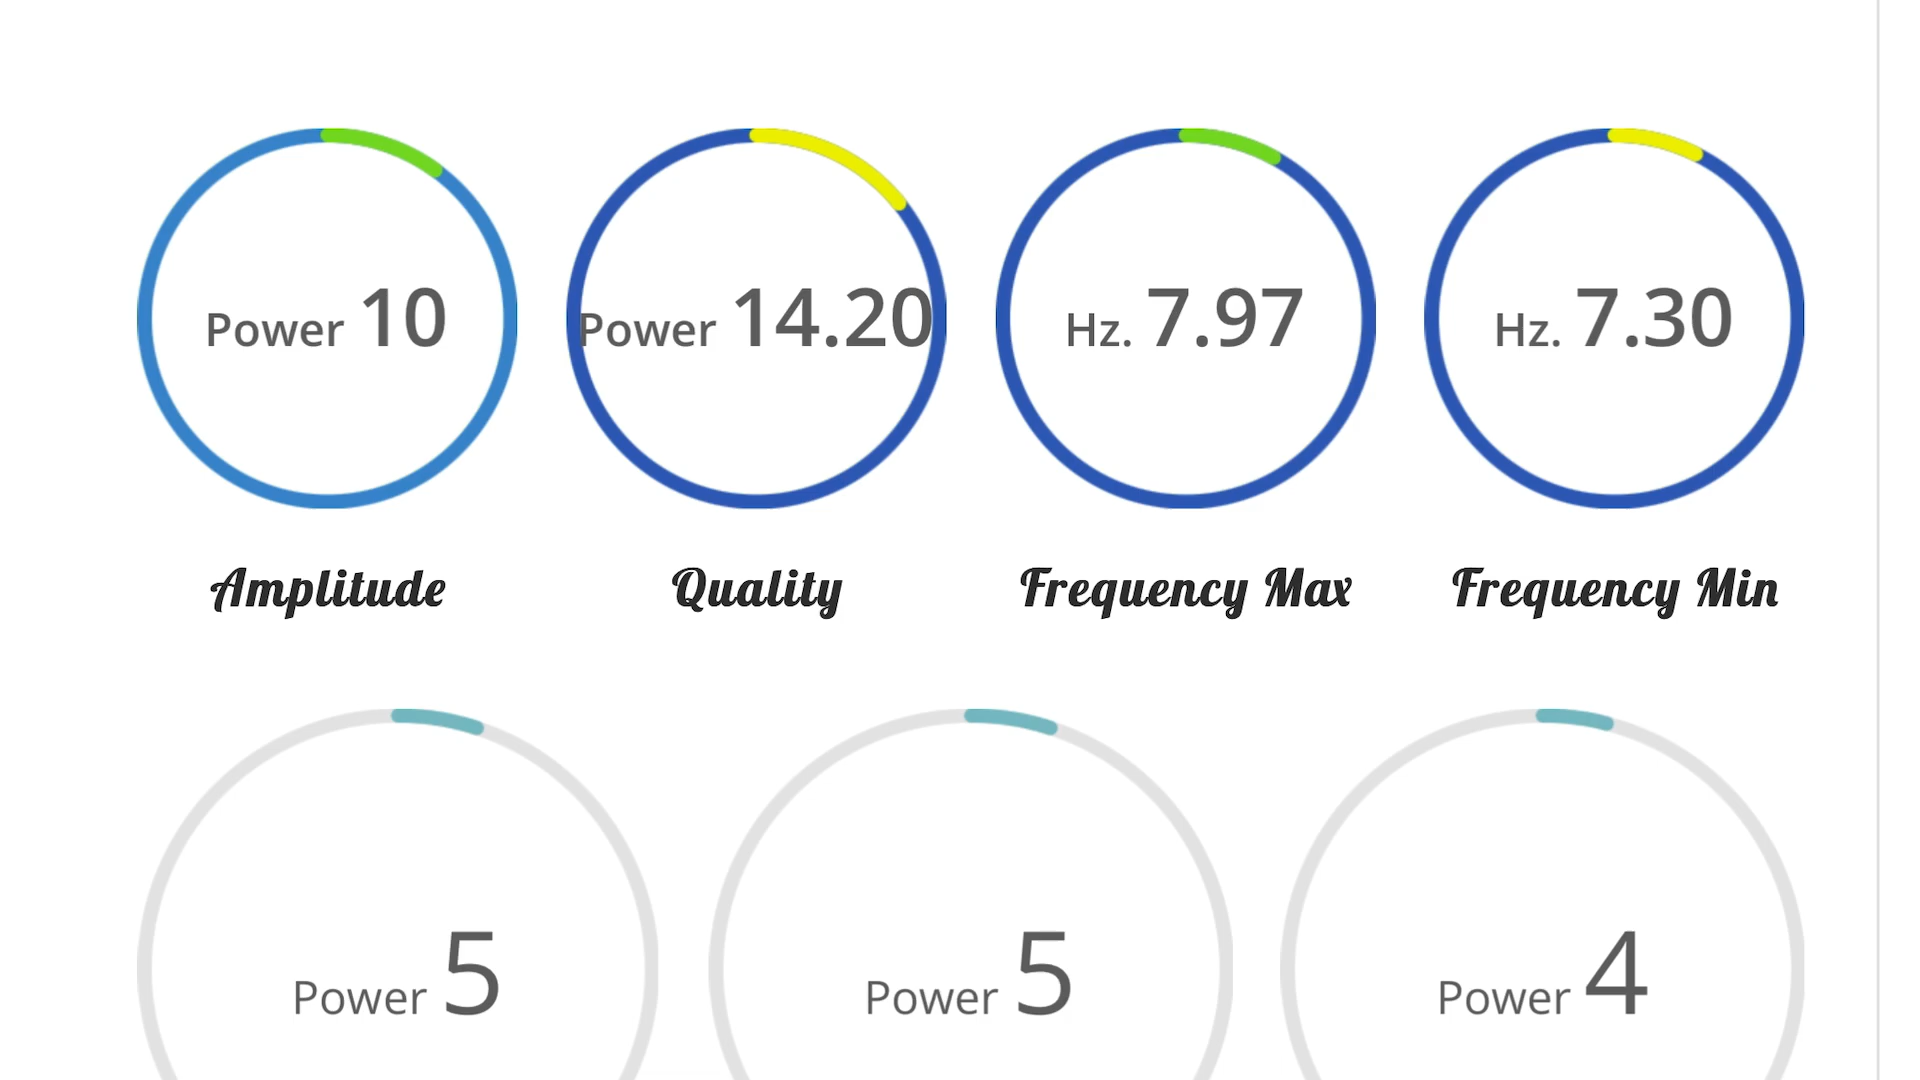 Power 10
Power 14.20
Hz. 7.97
Hz. 7.30
Amplitude
Quality
Frequency Max
Frequency Min
Power 5
Power 5
Power 4